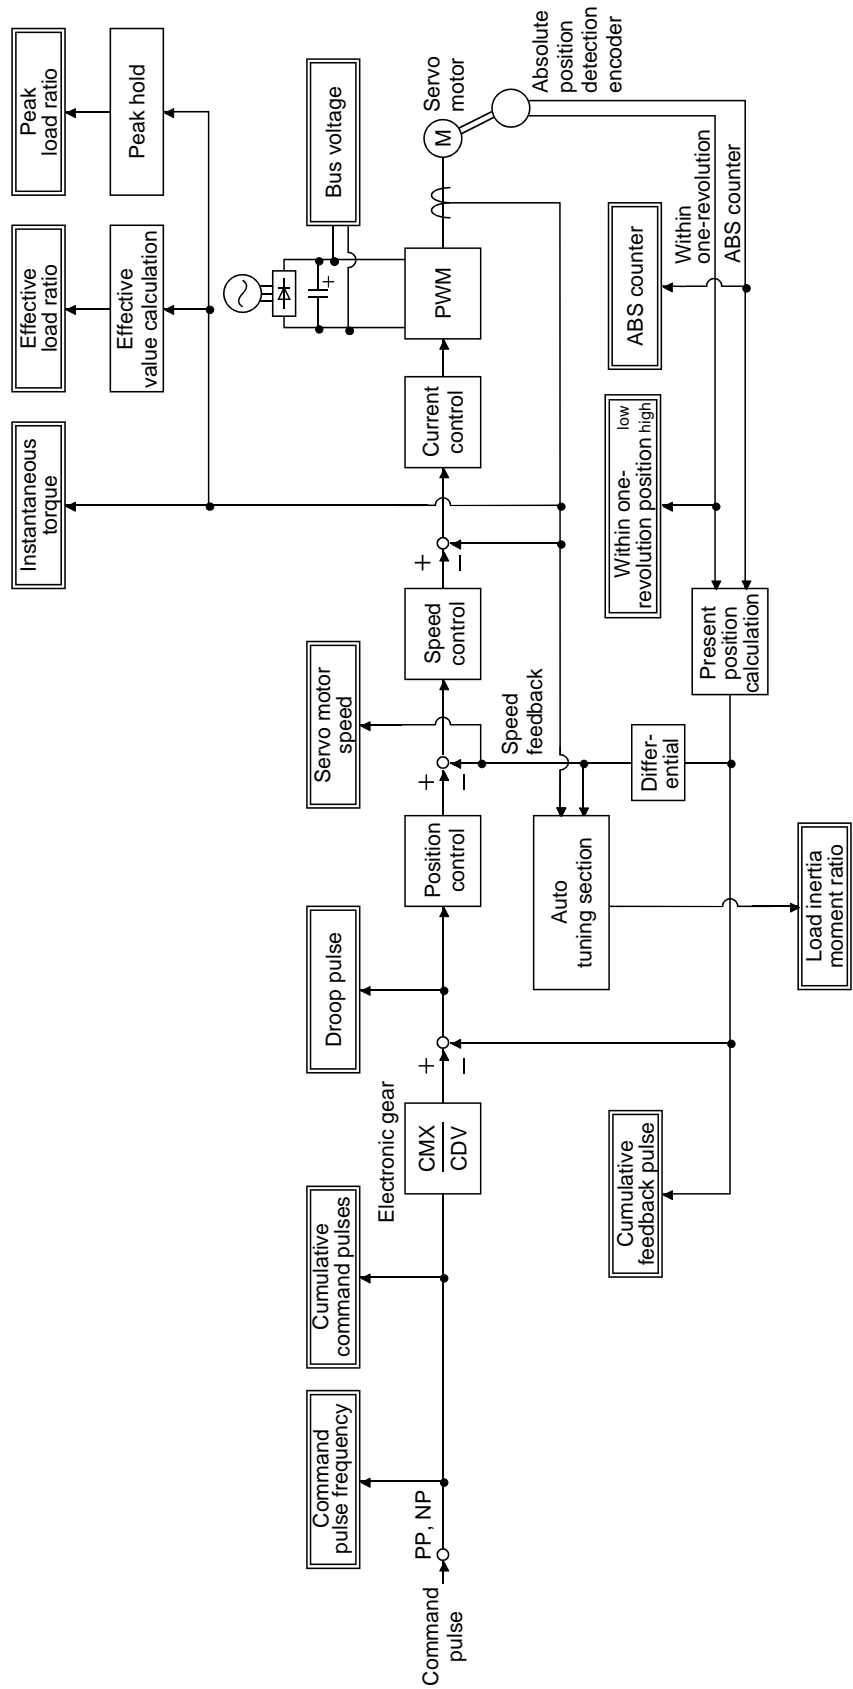 Peak
load ratio
Peak hold
Effective
load ratio
Effective
value calculation
Instantaneous
torque
Bus voltage
Servo
motor
M
Absolute
position
detection
encoder
+
PWM
Current
control
Within
one-revolution
ABS counter
ABS counter
Within one-
revolution position
low
high
+
−
Speed
control
Servo motor
speed
Speed
feedback
Present
position
calculation
Differ-
ential
+
−
Position
control
Auto
tuning section
Load inertia
moment ratio
Droop pulse
+
−
Electronic gear
CMX
CDV
Cumulative
feedback pulse
Cumulative
command pulses
Command
pulse frequency
PP, NP
Command
pulse